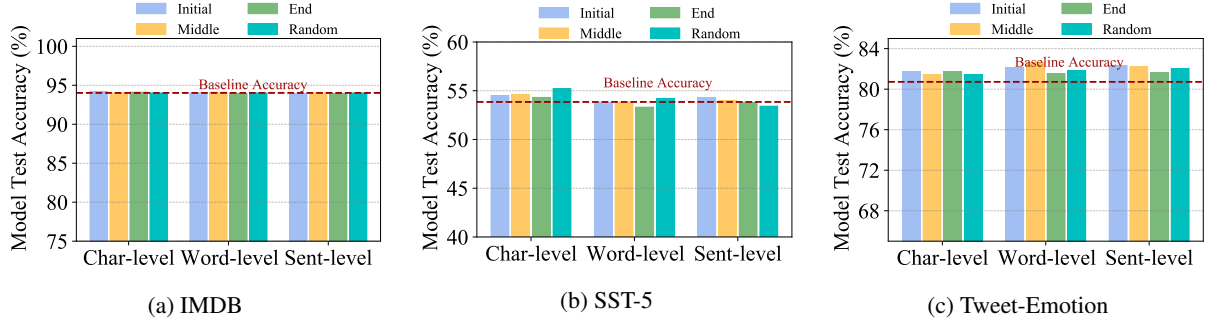 Initial End
Middle Random
Model Test Accuracy (%)
100
95
90
85
80
75
Baseline Accuracy
Char-level Word-level Sent-level
(a) IMDB
Initial End
Middle Random
Model Test Accuracy (%)
60
55
53
45
40
Baseline Accuracy
Char-level Word-level Sent-level
(b) SST-5
Initial End
Middle Random
Model Test Accuracy (%)
84
80
76
72
68
Baseline Accuracy
Char-level Word-level Sent-level
(c) Tweet-Emotion